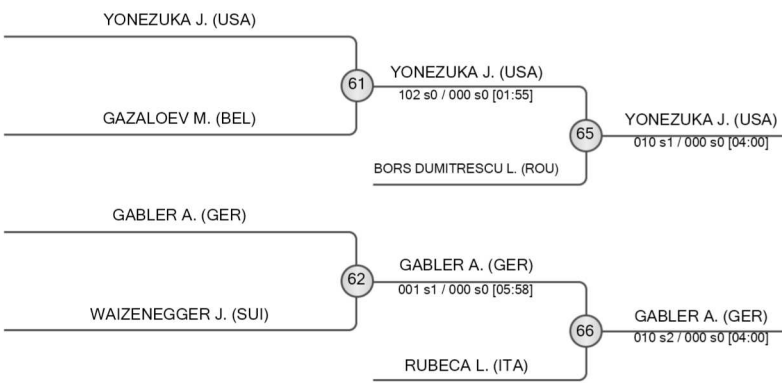 YONEZUKA J. (USA)
61
YONEZUKA J. (USA)
102 s0 / 000 s0 [01:55]
GAZALOEV M. (BEL)
65
YONEZUKA J. (USA)
010 s1 / 000 s0 [04:00]
BORS DUMITRESCU L. (ROU)
GABLER A. (GER)
62
GABLER A. (GER)
001 s1 / 000 s0 [05:58]
WAIZENEGGER J. (SUI)
66
GABLER A. (GER)
010 s2 / 000 s0 [04:00]
RUBECA L. (ITA)